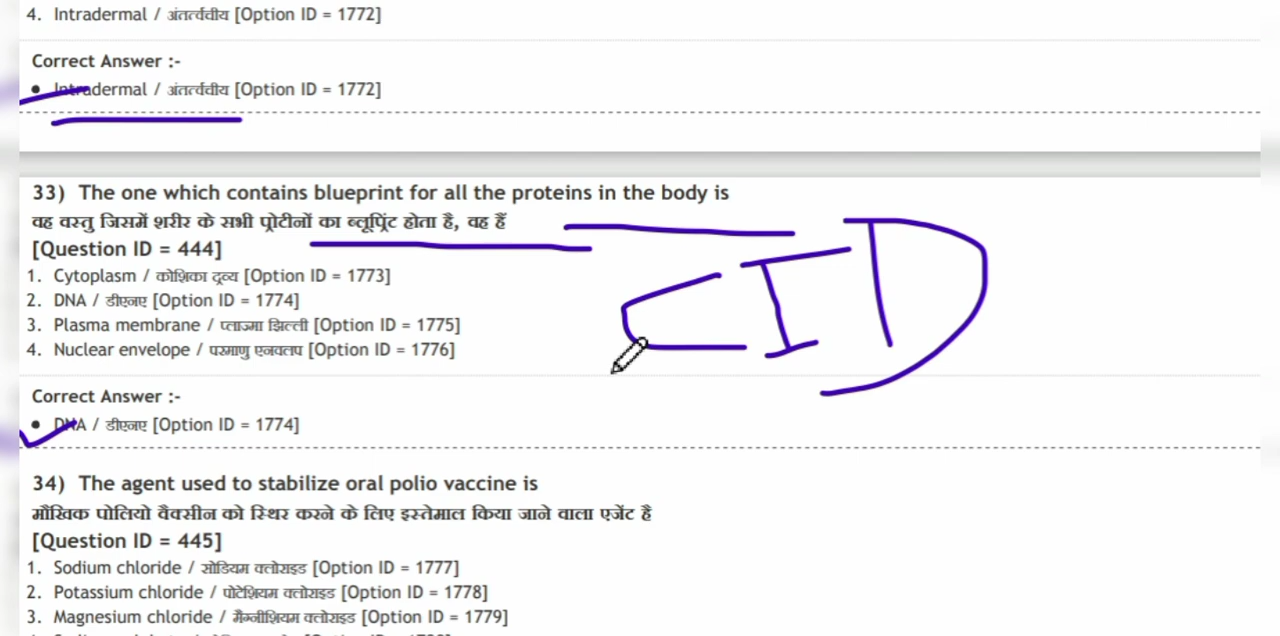 4. Intradermal / अंतर्त्वचीय [Option ID = 1772]
Correct Answer :-
• Intradermal / अंतर्त्वचीय [Option ID = 1772]
33) The one which contains blueprint for all the proteins in the body is
वह वस्तु जिसमें शरीर के सभी प्रोटीनों का ब्लूप्रिंट होता है, वह हैं
[Question ID = 444]
1. Cytoplasm / कोशिका द्रव्य [Option ID = 1773]
2. DNA / डीएनए [Option ID = 1774]
3. Plasma membrane / प्लाज्मा झिल्ली [Option ID = 1775]
4. Nuclear envelope / परमाणु एनवलप [Option ID = 1776]
CID
Correct Answer :-
• DNA / डीएनए [Option ID = 1774]
34) The agent used to stabilize oral polio vaccine is
मौखिक पोलियो वैक्सीन को स्थिर करने के लिए इस्तेमाल किया जाने वाला एजेंट है
[Question ID = 445]
1. Sodium chloride / सोडियम क्लोराइड [Option ID = 1777]
2. Potassium chloride / पोटेशियम क्लोराइड [Option ID = 1778]
3. Magnesium chloride / मैग्नीशियम क्लोराइड [Option ID = 1779]